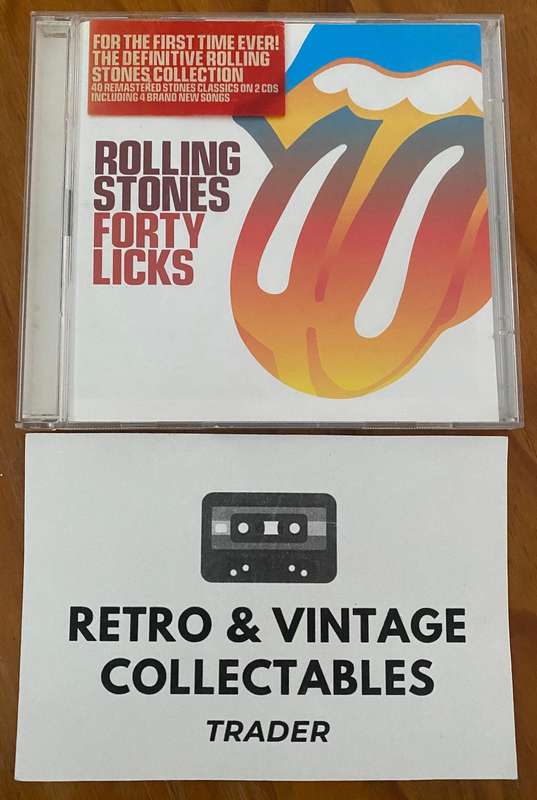 FOR THE FIRST TIME EVER!
THE DEFINITIVE ROLLING
STONES COLLECTION
40 REMASTERED STONES CLASSICS ON 2 CDS
INCLUDING 4 BRAND NEW SONGS
ROLLING
STONES
FORTY
LICKS
RETRO & VINTAGE
COLLECTABLES
TRADER